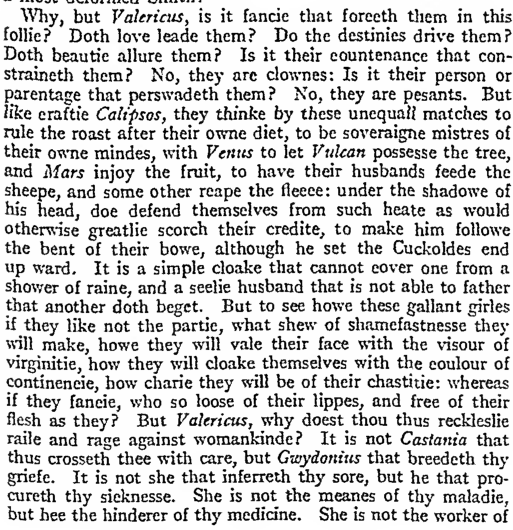 Why, but Valericus, is it fancie that forceth them in this
follie? Doth love leade them? Do the destinies drive them?
Doth beautie allure them? Is it their countenance that con-
straineth them? No, they are clownes: Is it their person or
parentage that perswadeth them? No, they are pesants. But
like craftie Calipsos, they thinke by these unequall matches to
rule the roast after their owne diet, to be soveraigne mistres of
their owne mindes, with Venus to let Vulcan possesse the tree,
and Mars injoy the fruit, to have their husbands feede the
sheepe, and some other reape the fleece: under the shadowe of
his head, doe defend themselves from such heate as would
otherwise greatlie scorch their credite, to make him followe
the bent of their bowe, although he set the Cuckoldes end
up ward. It is a simple cloake that cannot cover one from a
shower of raine, and a seelie husband that is not able to father
that another doth beget. But to see howe these gallant girles
if they like not the partie, what shew of shamefastnesse they
will make, howe they will vale their face with the visour of
virginitie, how they will cloake themselves with the coulour of
continencie, how charie they will be of their chastitie: whereas
if they fancie, who so loose of their lippes, and free of their
flesh as they? But Valericus, why doest thou thus reckleslie
raile and rage against womankinde? It is not Castania that
thus crosseth thee with care, but Gwydonius that breedeth thy
griefe. It is not she that inferreth thy sore, but he that pro-
cureth thy sicknesse. She is not the meanes of thy maladie,
but hee the hinderer of thy medicine. She is not the worker of